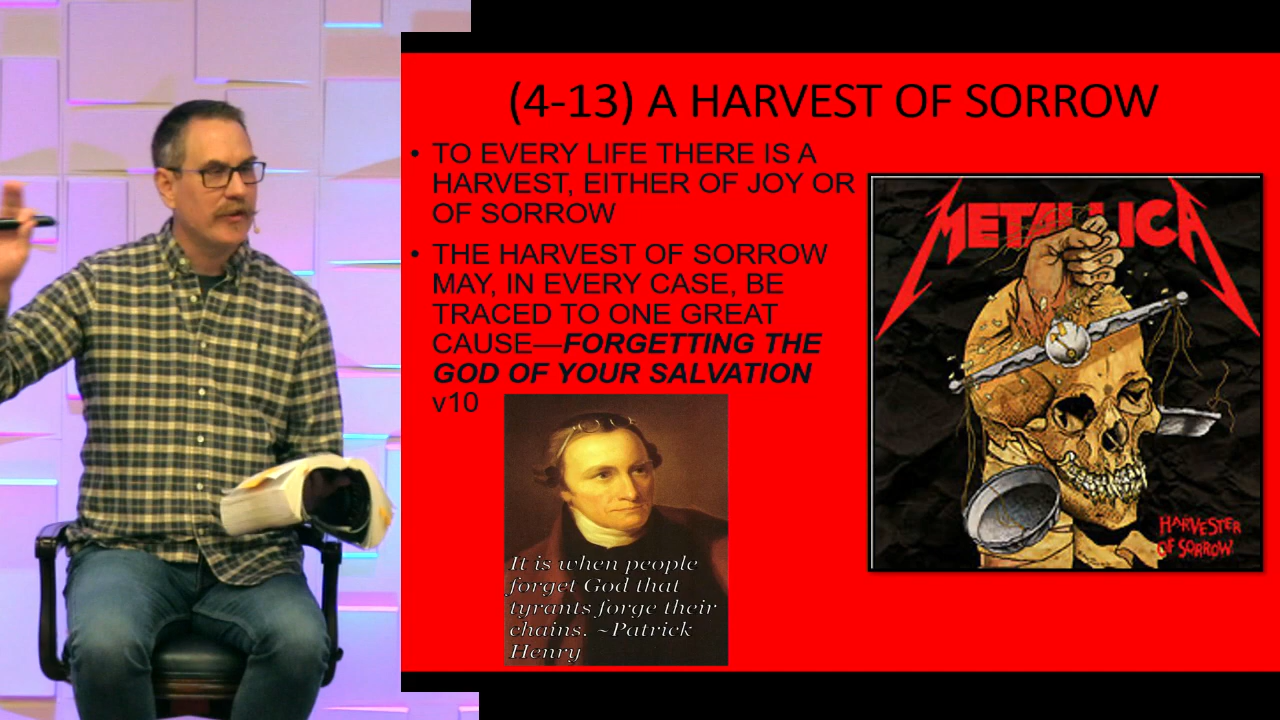 (4-13) A HARVEST OF SORROW
• TO EVERY LIFE THERE IS A
HARVEST, EITHER OF JOY OR
OF SORROW
• THE HARVEST OF SORROW
MAY, IN EVERY CASE, BE
TRACED TO ONE GREAT
CAUSE—FORGETTING THE
GOD OF YOUR SALVATION
v10
It is when people
forget God that
tyrants forge their
chains. ~Patrick
Henry
METALLICA
HARVESTER
OF SORROW